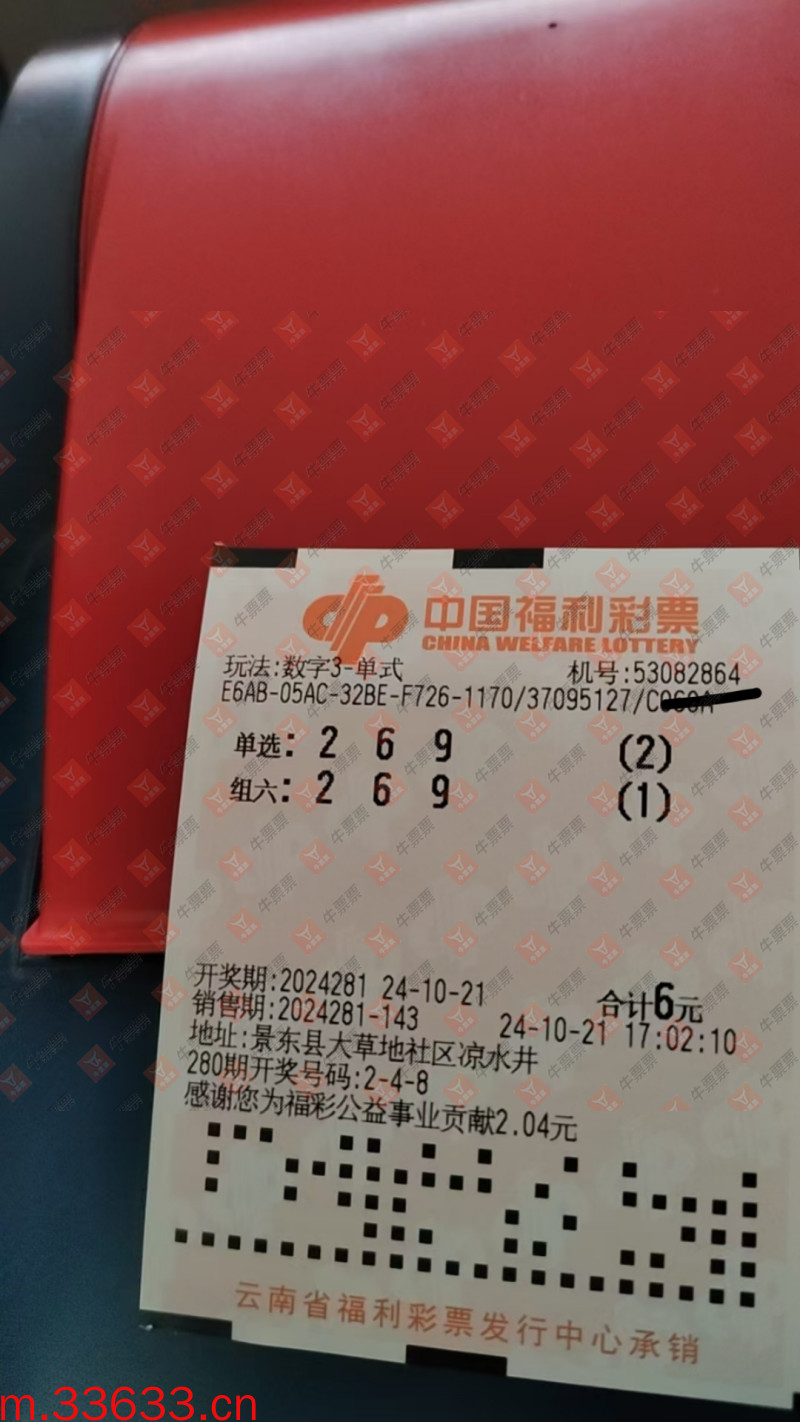 中国福利彩票
CHINA WELFARE LOTTERY
玩法:数字3-单式 机号:53082864
E6AB-05AC-32BE-F726-1170/37095127/C
单选: 2 6 9 (2)
组六: 2 6 9 (1)
开奖期:2024281 24-10-21 合计6元
销售期:2024281-143 24-10-21 17:02:10
地址:景东县大草地社区凉水井
280期开奖号码:2-4-8
感谢您为福彩公益事业贡献2.04元
云南省福利彩票发行中心承销
m.33633.cn
牛票票